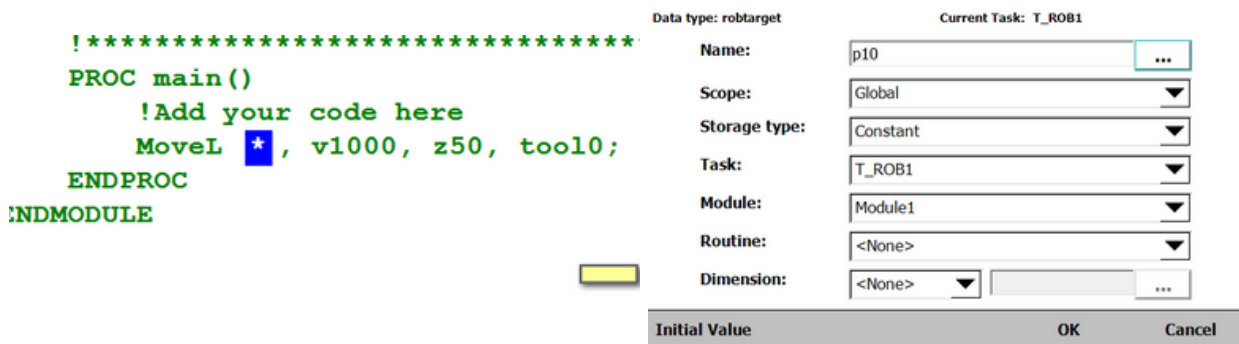 !*********************************
PROC main()
!Add your code here
MoveL *, v1000, z50, tool0;
ENDPROC
ENDMODULE
Data type: robtarget Current Task: T_ROB1
Name: p10 ...
Scope: Global
Storage type: Constant
Task: T_ROB1
Module: Module1
Routine: <None>
Dimension: <None> ...
Initial Value OK Cancel